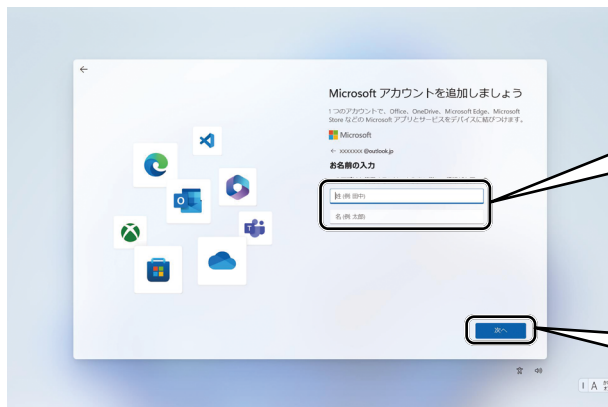 Microsoft アカウントを追加しましょう
1 つのアカウントで、Office、OneDrive、Microsoft Edge、Microsoft
Store などの Microsoft アプリとサービスをデバイスに結びつけます。
Microsoft
← xxxxxxx @outlook.jp
お名前の入力
姓 (例: 田中)
名 (例: 太郎)
次へ
A